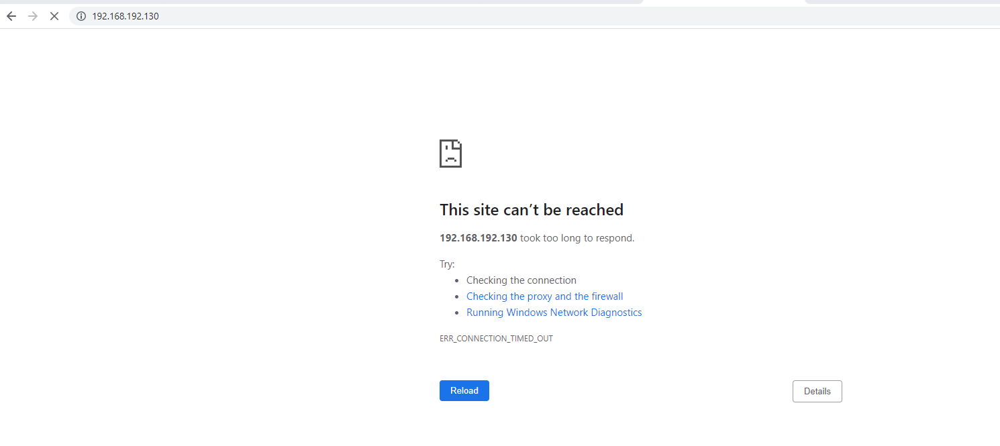 192.168.192.130
This site can’t be reached
192.168.192.130 took too long to respond.
Try:
Checking the connection
Checking the proxy and the firewall
Running Windows Network Diagnostics
ERR_CONNECTION_TIMED_OUT
Reload
Details